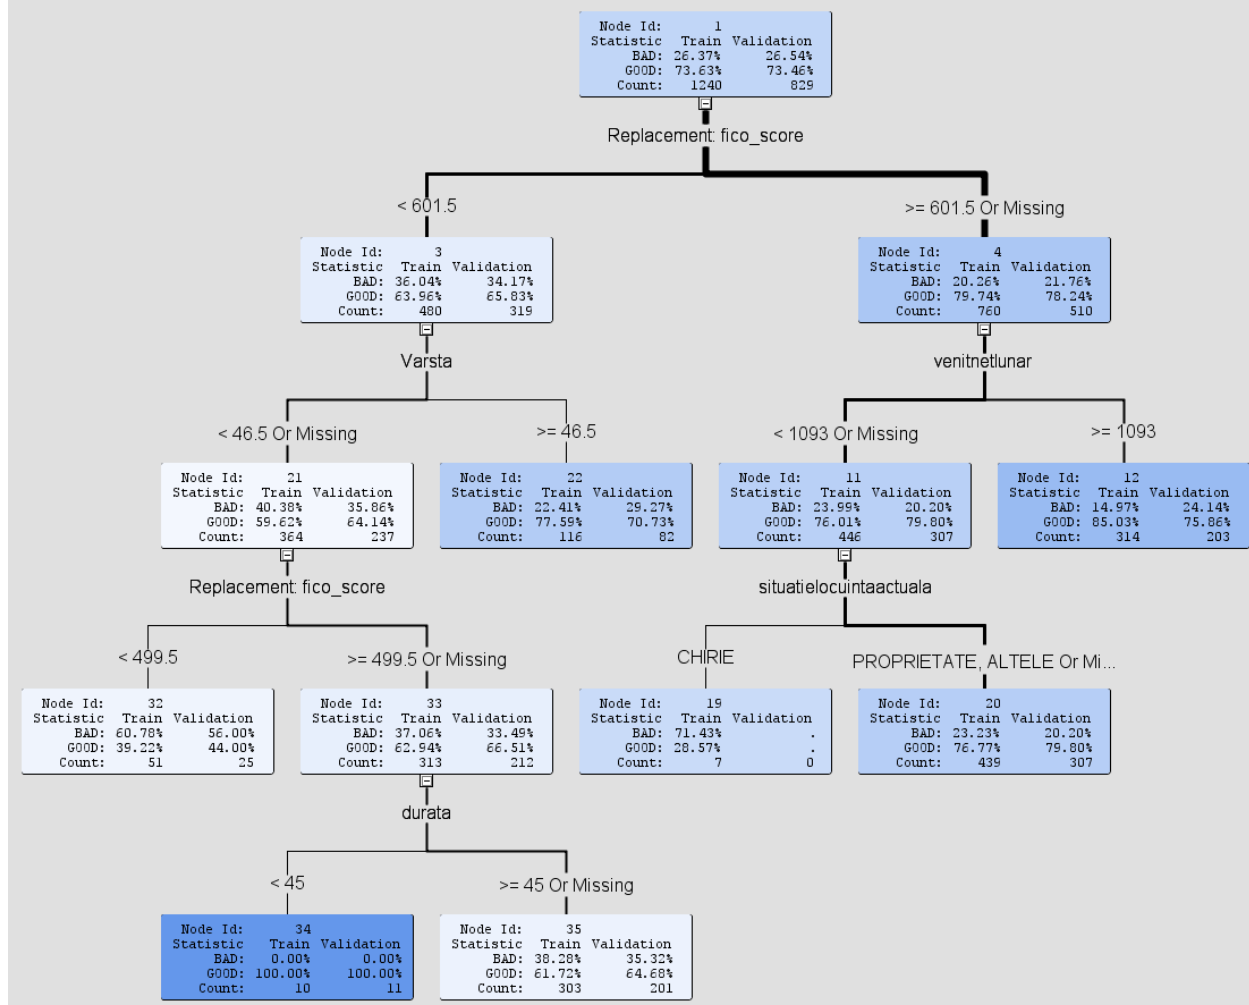 Node Id: 1
Statistic Train Validation
BAD: 26.37% 26.54%
GOOD: 73.63% 73.46%
Count: 1240 829
Replacement: fico_score
< 601.5
>= 601.5 Or Missing
Node Id: 3
Statistic Train Validation
BAD: 36.04% 34.17%
GOOD: 63.96% 65.83%
Count: 480 319
Node Id: 4
Statistic Train Validation
BAD: 20.26% 21.76%
GOOD: 79.74% 78.24%
Count: 760 510
Varsta
venitnetlunar
< 46.5 Or Missing
>= 46.5
< 1093 Or Missing
>= 1093
Node Id: 21
Statistic Train Validation
BAD: 40.38% 35.86%
GOOD: 59.62% 64.14%
Count: 364 237
Node Id: 22
Statistic Train Validation
BAD: 22.41% 29.27%
GOOD: 77.59% 70.73%
Count: 116 82
Node Id: 11
Statistic Train Validation
BAD: 23.99% 20.20%
GOOD: 76.01% 79.80%
Count: 446 307
Node Id: 12
Statistic Train Validation
BAD: 14.97% 24.14%
GOOD: 85.03% 75.86%
Count: 314 203
Replacement: fico_score
situatielocuintaactuala
< 499.5
>= 499.5 Or Missing
CHIRIE
PROPRIETATE, ALTELE Or Mi...
Node Id: 32
Statistic Train Validation
BAD: 60.78% 56.00%
GOOD: 39.22% 44.00%
Count: 51 25
Node Id: 33
Statistic Train Validation
BAD: 37.06% 33.49%
GOOD: 62.94% 66.51%
Count: 313 212
Node Id: 19
Statistic Train Validation
BAD: 71.43% .
GOOD: 28.57% .
Count: 7 0
Node Id: 20
Statistic Train Validation
BAD: 23.23% 20.20%
GOOD: 76.77% 79.80%
Count: 439 307
durata
< 45
>= 45 Or Missing
Node Id: 34
Statistic Train Validation
BAD: 0.00% 0.00%
GOOD: 100.00% 100.00%
Count: 10 11
Node Id: 35
Statistic Train Validation
BAD: 38.28% 35.32%
GOOD: 61.72% 64.68%
Count: 303 201